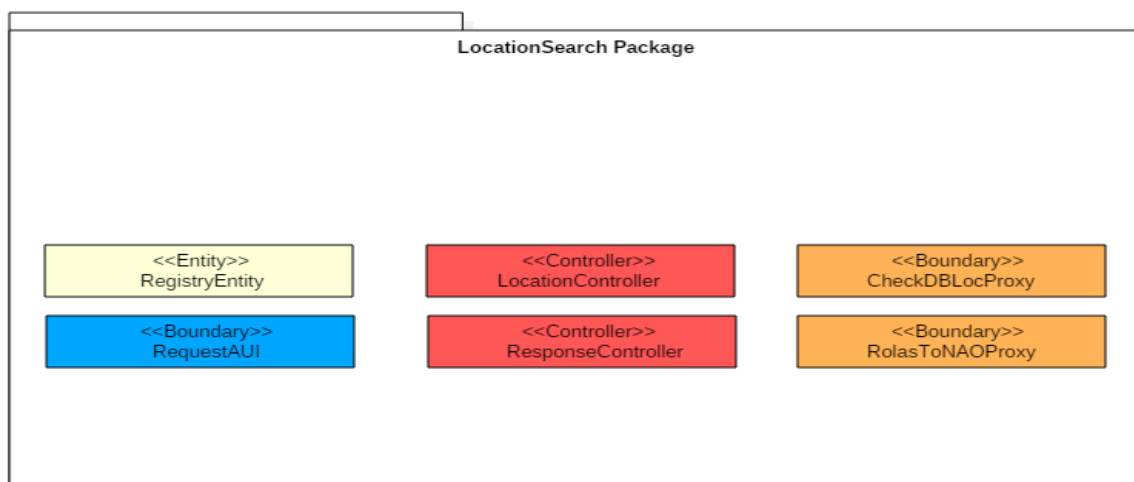 LocationSearch Package
<<Entity>>
RegistryEntity
<<Controller>>
LocationController
<<Boundary>>
CheckDBLocProxy
<<Boundary>>
RequestAUI
<<Controller>>
ResponseController
<<Boundary>>
RolasToNAOProxy